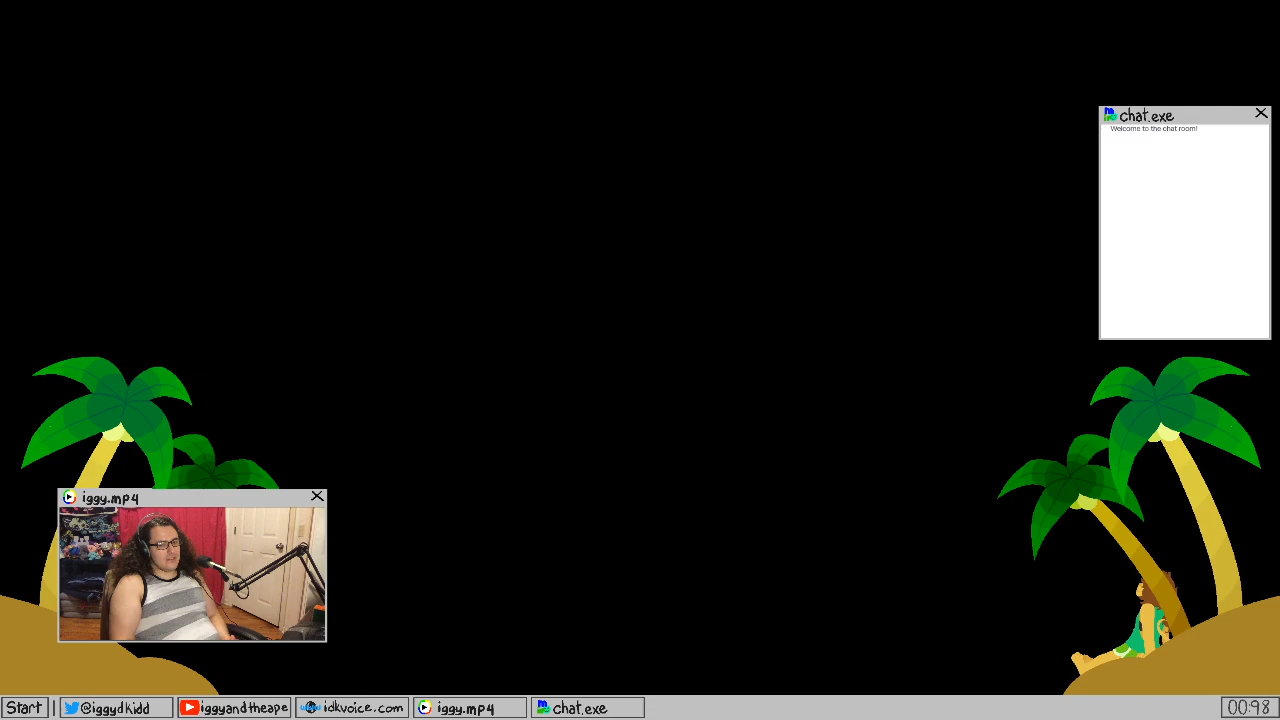 chat.exe
Welcome to the chat room!
iggy.mp4
Start
@iggydkidd
iggyandtheape
www idkvoice.com
iggy.mp4
chat.exe
00:98